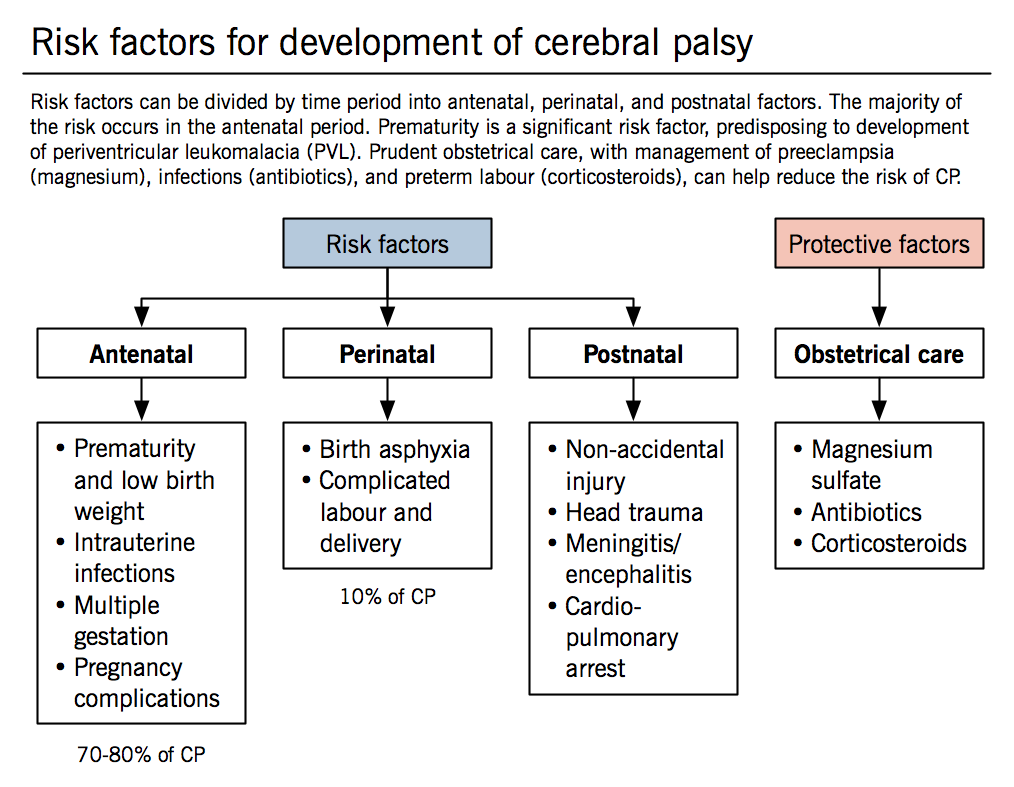 Risk factors for development of cerebral palsy
Risk factors can be divided by time period into antenatal, perinatal, and postnatal factors. The majority of
the risk occurs in the antenatal period. Prematurity is a significant risk factor, predisposing to development
of periventricular leukomalacia (PVL). Prudent obstetrical care, with management of preeclampsia
(magnesium), infections (antibiotics), and preterm labour (corticosteroids), can help reduce the risk of CP.
Risk factors
Protective factors
Antenatal
Perinatal
Postnatal
Obstetrical care
• Prematurity
and low birth
weight
• Intrauterine
infections
• Multiple
gestation
• Pregnancy
complications
70-80% of CP
• Birth asphyxia
• Complicated
labour and
delivery
10% of CP
• Non-accidental
injury
• Head trauma
• Meningitis/
encephalitis
• Cardio-
pulmonary
arrest
• Magnesium
sulfate
• Antibiotics
• Corticosteroids